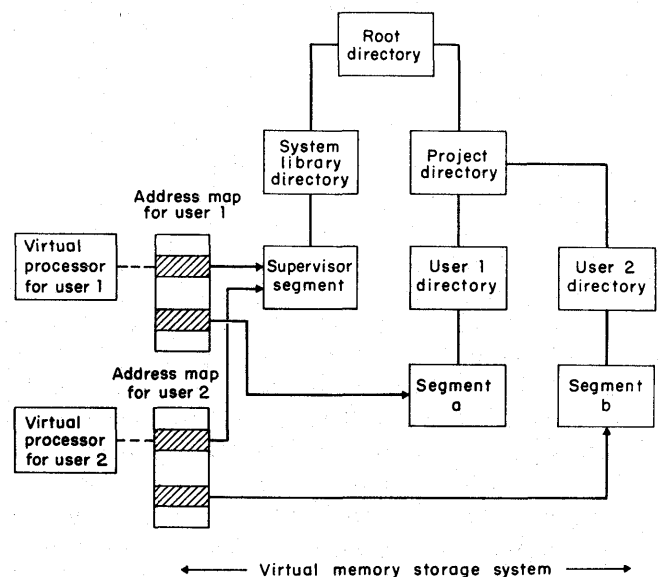 Root
directory
System
library
directory
Project
directory
Address map
for user 1
Virtual
processor
for user 1
Supervisor
segment
User 1
directory
User 2
directory
Address map
for user 2
Segment
a
Segment
b
Virtual
processor
for user 2
Virtual memory storage system